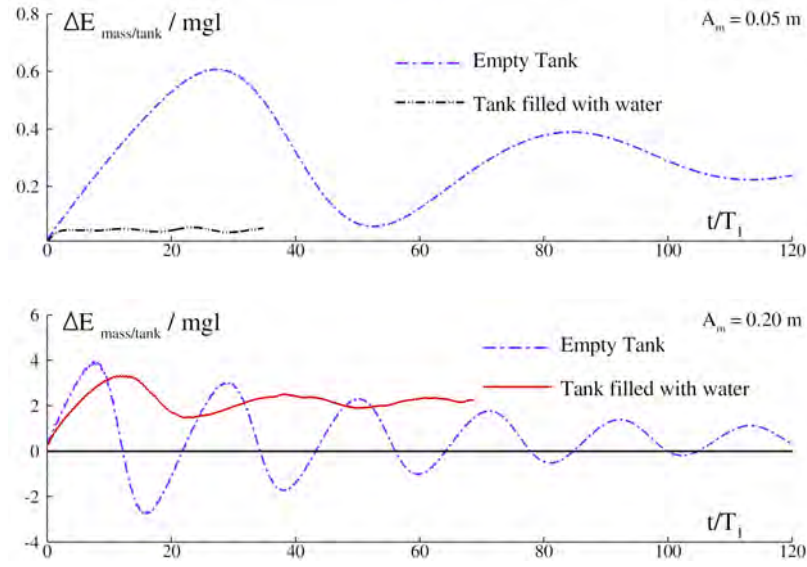 0.8
ΔE mass/tank / mgl
A_m = 0.05 m
Empty Tank
0.6
Tank filled with water
0.4
0.2
t/T_1
0 20 40 60 80 100 120
6
ΔE mass/tank / mgl
A_m = 0.20 m
Empty Tank
4
Tank filled with water
2
0
-2
t/T_1
-4
0 20 40 60 80 100 120